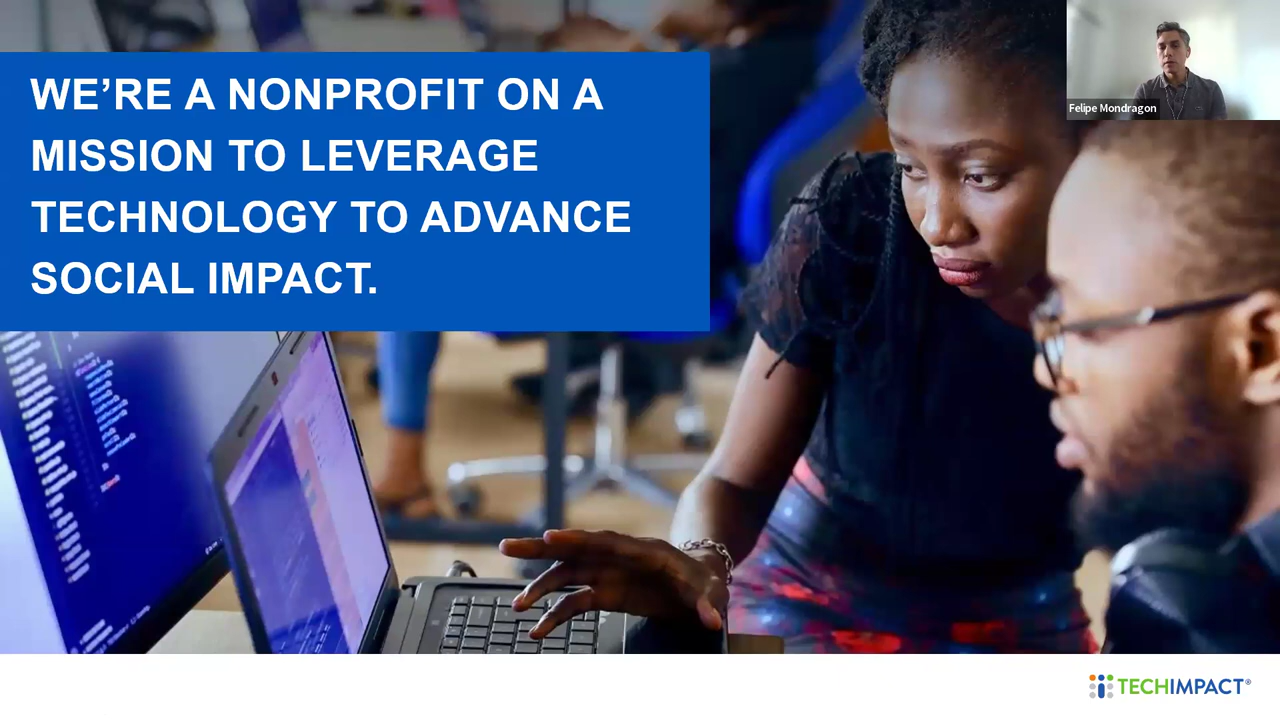 WE’RE A NONPROFIT ON A
MISSION TO LEVERAGE
TECHNOLOGY TO ADVANCE
SOCIAL IMPACT.
Felipe Mondragon
TECHIMPACT®